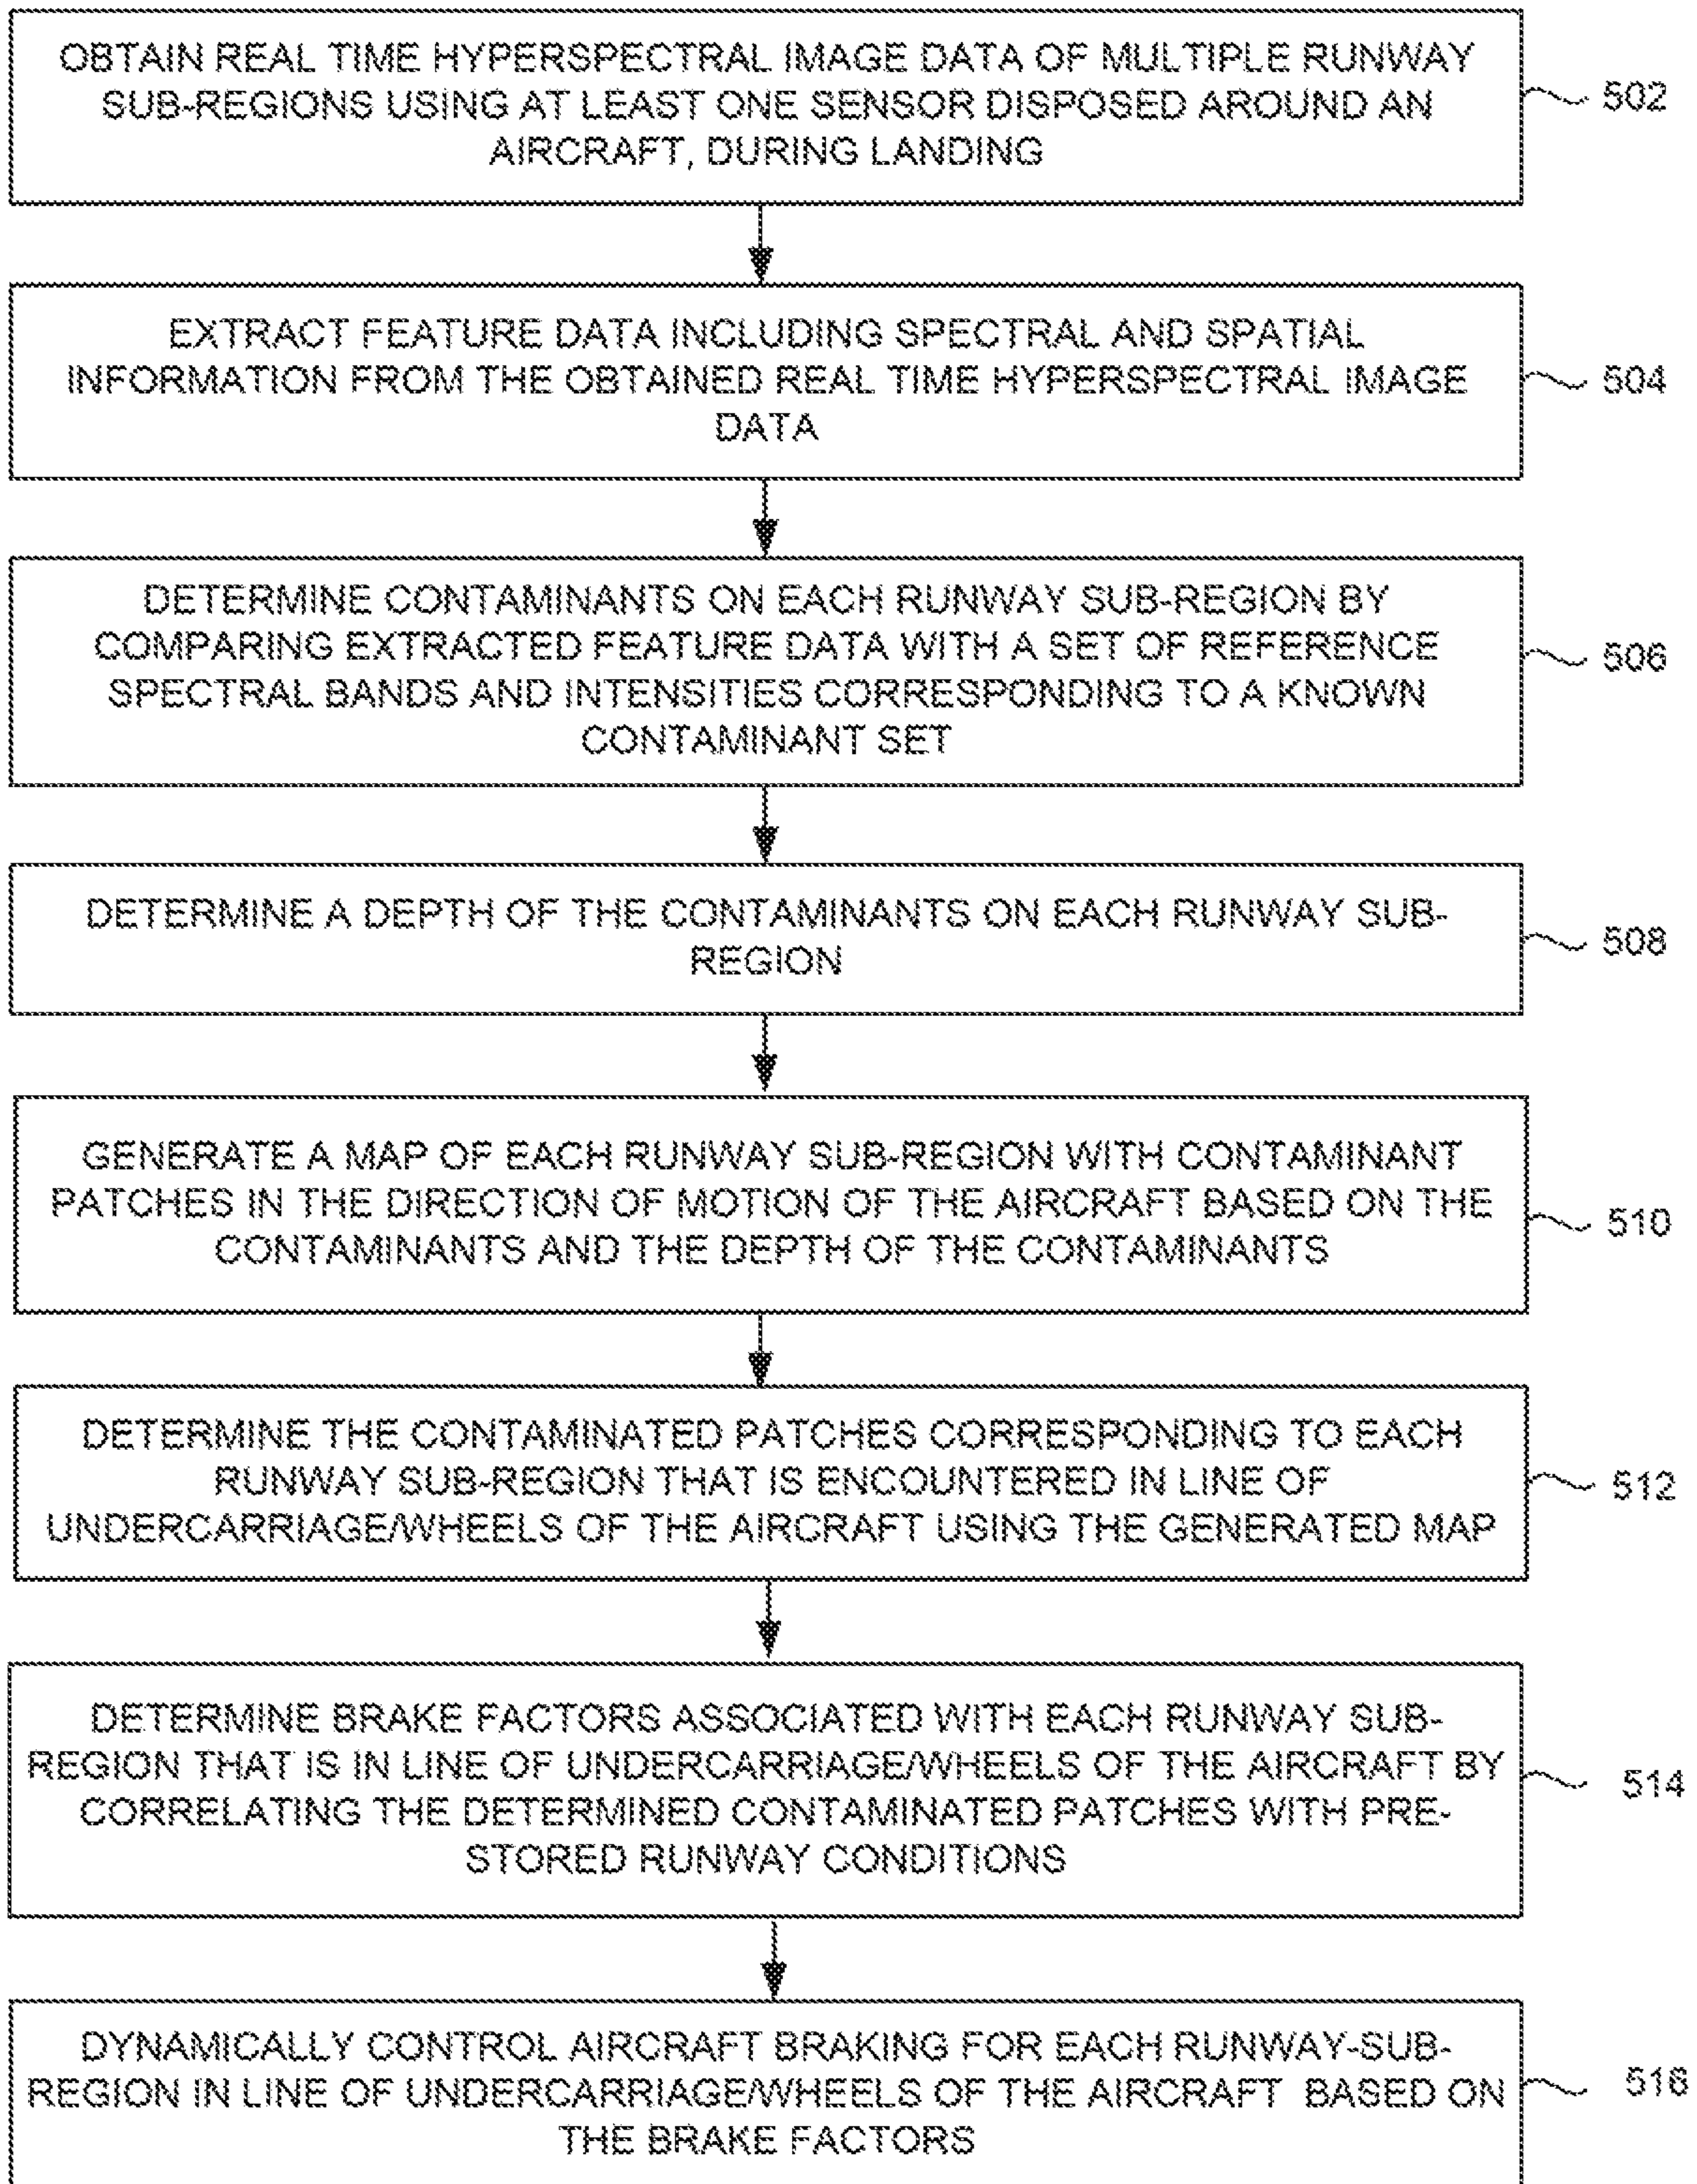 OBTAIN REAL TIME HYPERSPECTRAL IMAGE DATA OF MULTIPLE RUNWAY
SUB-REGIONS USING AT LEAST ONE SENSOR DISPOSED AROUND AN
AIRCRAFT, DURING LANDING
502
EXTRACT FEATURE DATA INCLUDING SPECTRAL AND SPATIAL
INFORMATION FROM THE OBTAINED REAL TIME HYPERSPECTRAL IMAGE
DATA
504
DETERMINE CONTAMINANTS ON EACH RUNWAY SUB-REGION BY
COMPARING EXTRACTED FEATURE DATA WITH A SET OF REFERENCE
SPECTRAL BANDS AND INTENSITIES CORRESPONDING TO A KNOWN
CONTAMINANT SET
506
DETERMINE A DEPTH OF THE CONTAMINANTS ON EACH RUNWAY SUB-
REGION
508
GENERATE A MAP OF EACH RUNWAY SUB-REGION WITH CONTAMINANT
PATCHES IN THE DIRECTION OF MOTION OF THE AIRCRAFT BASED ON THE
CONTAMINANTS AND THE DEPTH OF THE CONTAMINANTS
510
DETERMINE THE CONTAMINATED PATCHES CORRESPONDING TO EACH
RUNWAY SUB-REGION THAT IS ENCOUNTERED IN LINE OF
UNDERCARRIAGE/WHEELS OF THE AIRCRAFT USING THE GENERATED MAP
512
DETERMINE BRAKE FACTORS ASSOCIATED WITH EACH RUNWAY SUB-
REGION THAT IS IN LINE OF UNDERCARRIAGE/WHEELS OF THE AIRCRAFT BY
CORRELATING THE DETERMINED CONTAMINATED PATCHES WITH PRE-
STORED RUNWAY CONDITIONS
514
DYNAMICALLY CONTROL AIRCRAFT BRAKING FOR EACH RUNWAY-SUB-
REGION IN LINE OF UNDERCARRIAGE/WHEELS OF THE AIRCRAFT BASED ON
THE BRAKE FACTORS
516